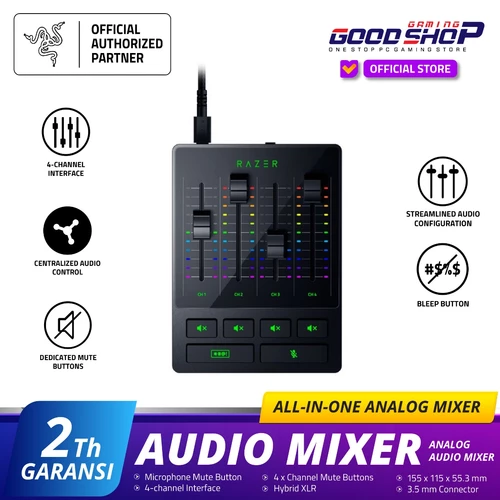 OFFICIAL
AUTHORIZED
PARTNER
GAMING
GOODSHOP
ONE STOP PC GAMING STORE
OFFICIAL STORE
4-CHANNEL
INTERFACE
CENTRALIZED AUDIO
CONTROL
DEDICATED MUTE
BUTTONS
RAZER
CH 1 CH 2 CH 3 CH 4
STREAMLINED AUDIO
CONFIGURATION
#$%$
BLEEP BUTTON
ALL-IN-ONE ANALOG MIXER
2Th
GARANSI
AUDIO MIXER
ANALOG
AUDIO MIXER
• Microphone Mute Button
• 4-channel Interface
• 4 x Channel Mute Buttons
• Hybrid XLR
• 155 x 115 x 55.3 mm
• 3.5 mm Connector